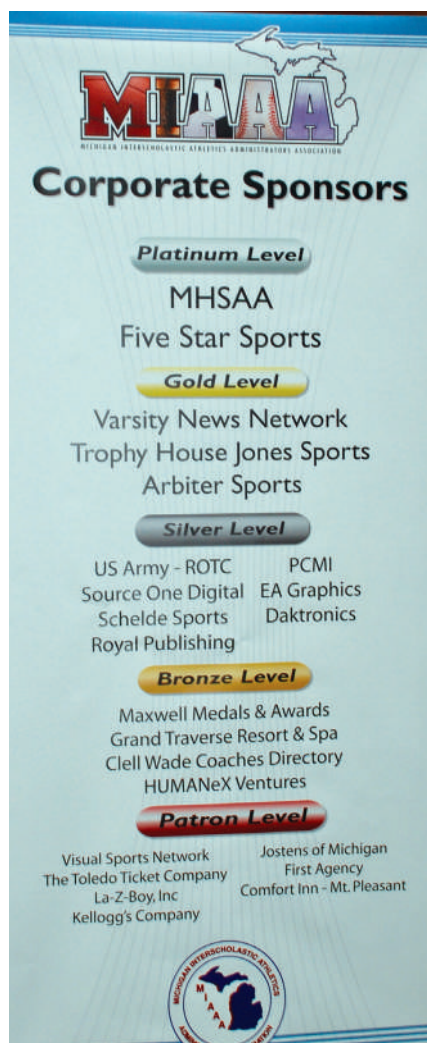 MIAAA
MICHIGAN INTERSCHOLASTIC ATHLETICS ADMINISTRATORS ASSOCIATION
Corporate Sponsors
Platinum Level
MHSAA
Five Star Sports
Gold Level
Varsity News Network
Trophy House Jones Sports
Arbiter Sports
Silver Level
US Army - ROTC
Source One Digital
Schelde Sports
Royal Publishing
PCMI
EA Graphics
Daktronics
Bronze Level
Maxwell Medals & Awards
Grand Traverse Resort & Spa
Clell Wade Coaches Directory
HUMANeX Ventures
Patron Level
Visual Sports Network
The Toledo Ticket Company
La-Z-Boy, Inc
Kellogg's Company
Jostens of Michigan
First Agency
Comfort Inn - Mt. Pleasant
MICHIGAN INTERSCHOLASTIC ATHLETICS
MIAAA